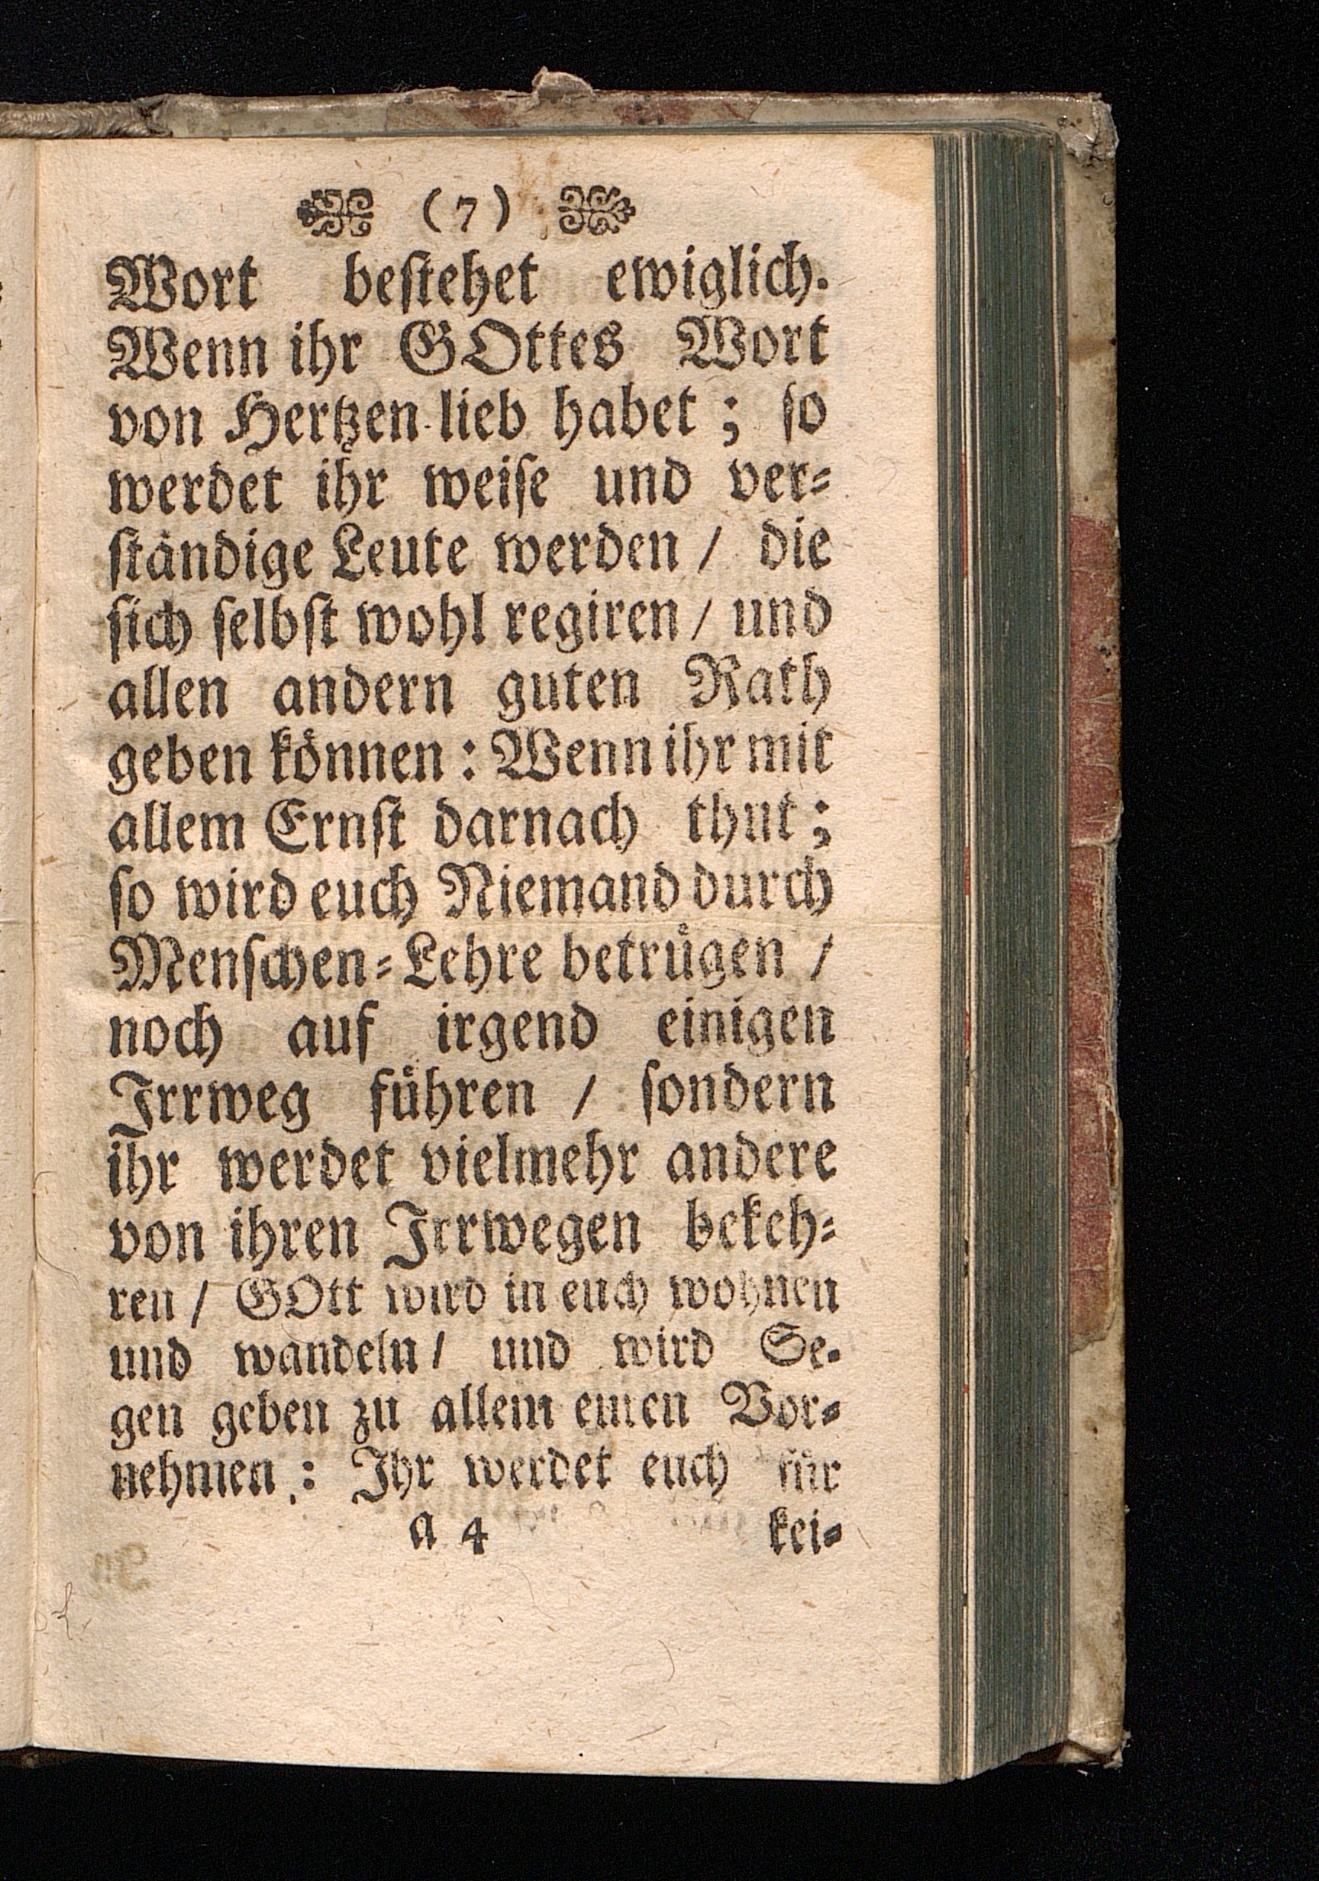 (7)
Wort bestehet ewiglich.
Wenn ihr GOttes Wort
von Hertzen lieb habet; so
werdet ihr weise und ver-
ständige Leute werden / die
sich selbst wohl regiren / und
allen andern guten Rath
geben können: Wenn ihr mit
allem Ernst darnach thut;
so wird euch Niemand durch
Menschen-Lehre betrügen /
noch auf irgend einigen
Irrweg führen / sondern
ihr werdet vielmehr andere
von ihren Irrwegen bekeh-
ren / GOtt wird in euch wohnen
und wandeln / und wird Se-
gen geben zu allem euren Vor-
nehmen: Ihr werdet euch für
a 4 kei-